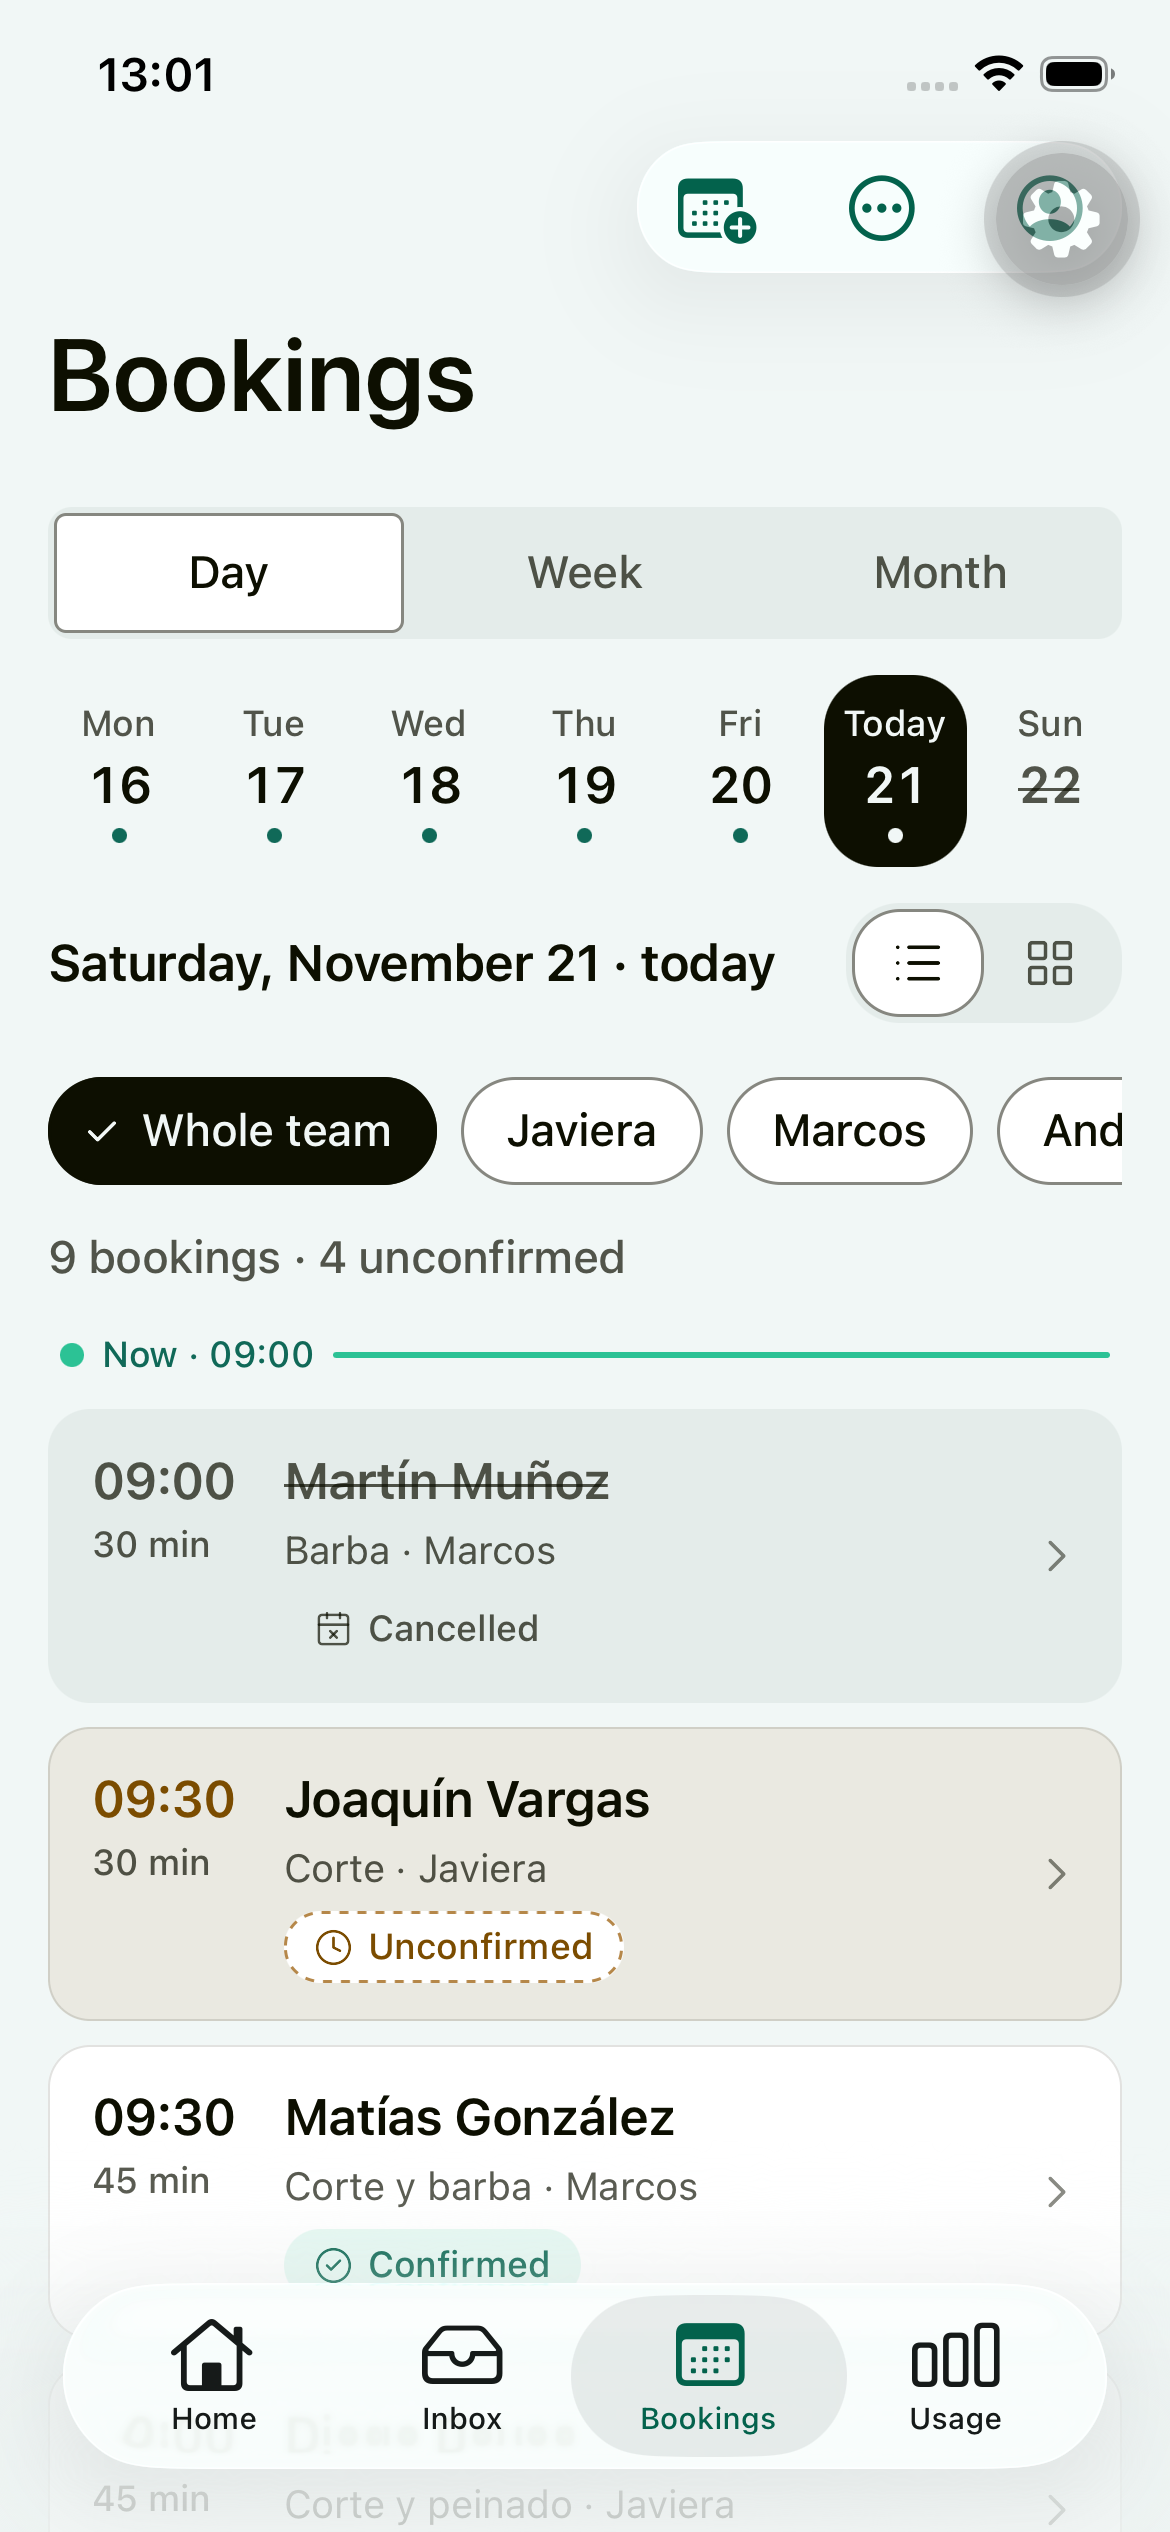 13:01
Bookings
Day Week Month
Mon Tue Wed Thu Fri Today Sun
16 17 18 19 20 21 22
Saturday, November 21 · today
Whole team Javiera Marcos And
9 bookings · 4 unconfirmed
Now · 09:00
09:00 Martín Muñoz
30 min Barba · Marcos
Cancelled
09:30 Joaquín Vargas
30 min Corte · Javiera
Unconfirmed
09:30 Matías González
45 min Corte y barba · Marcos
Confirmed
Home Inbox Bookings Usage
45 min Corte y peinado · Javiera